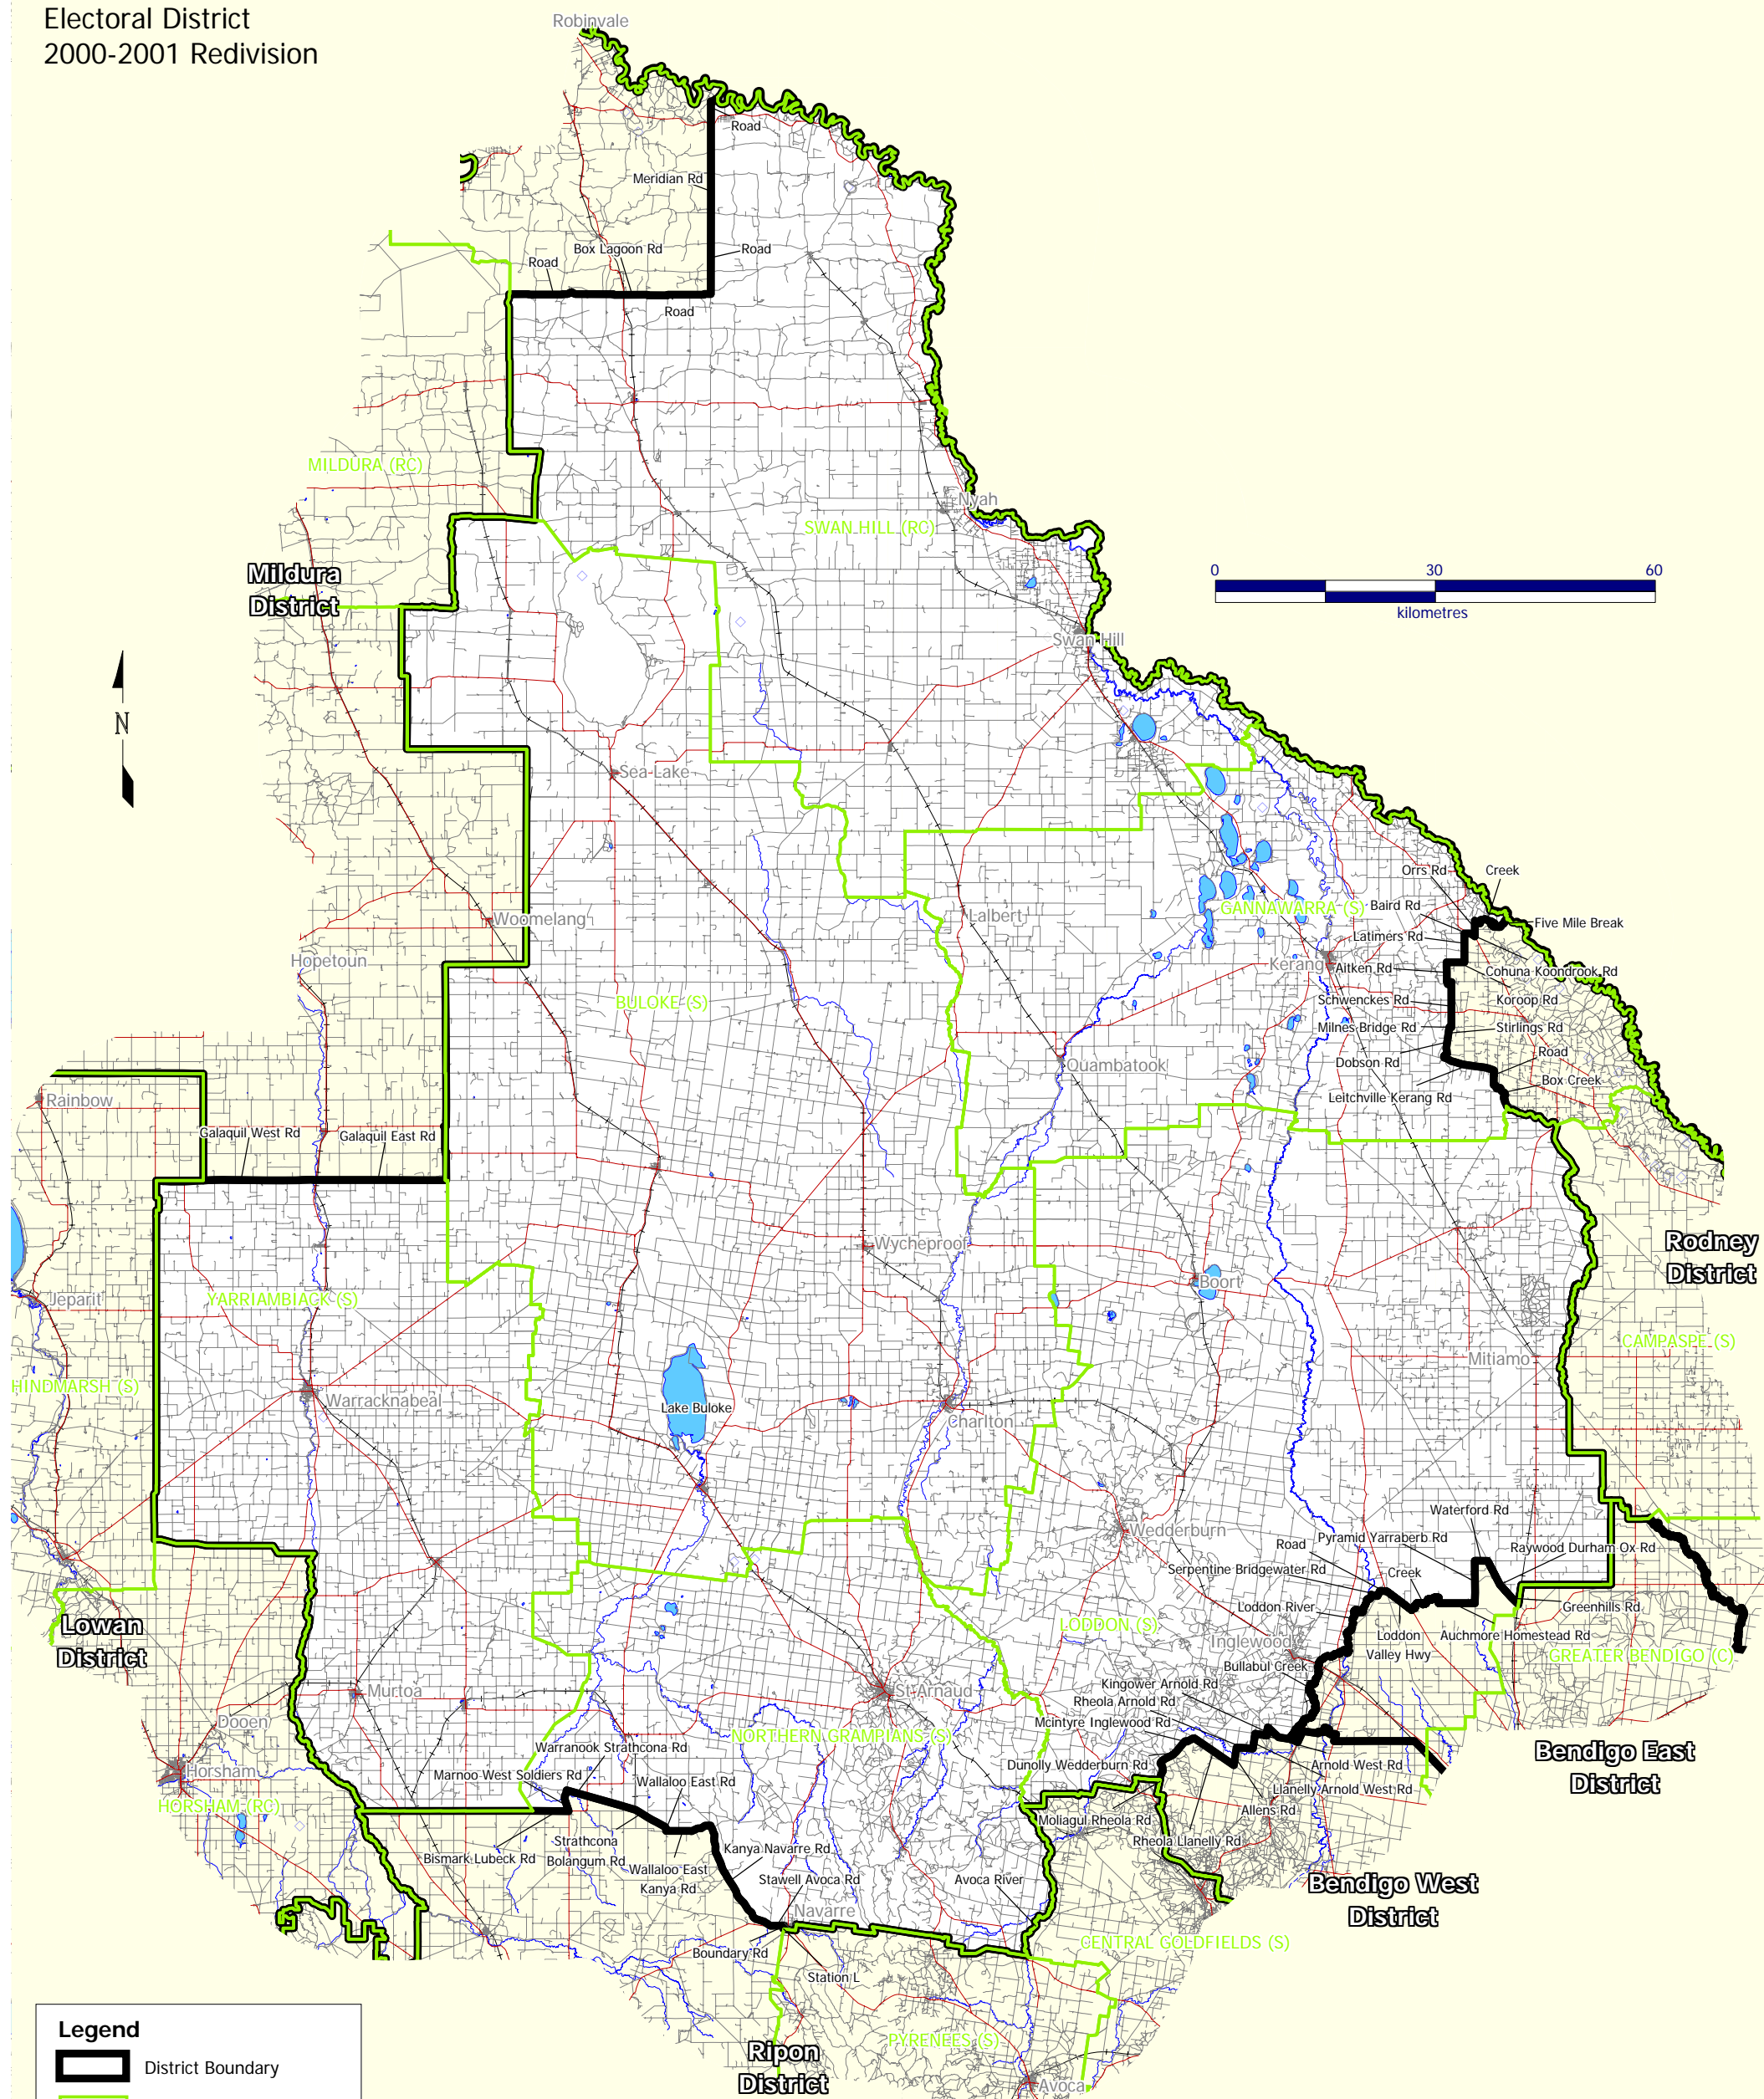 Electoral District
2000-2001 Redivision
Robinvale
Road
Meridian Rd
Box Lagoon Rd
Road
Road
Road
MILDURA (RC)
Nyah
SWAN HILL (RC)
Mildura
District
0 30 60
kilometres
Swan Hill
N
Sea Lake
Orrs Rd
Creek
Baird Rd
GANNAWARRA (S)
Lalbert
Woomelang
Five Mile Break
Latimers Rd
Hopetoun
Kerang
Aitken Rd
Cohuna Koondrook Rd
BULOKE (S)
Schwenckes Rd
Koroop Rd
Milnes Bridge Rd
Stirlings Rd
Quambatook
Dobson Rd
Road
Box Creek
Leitchville Kerang Rd
Rainbow
Galaquil West Rd
Galaquil East Rd
Wycheproof
Rodney
District
Boort
Jeparit
YARRIAMBIACK (S)
CAMPASPE (S)
Mitiamo
HINDMARSH (S)
Warracknabeal
Lake Buloke
Charlton
Waterford Rd
Wedderburn
Pyramid Yarraberb Rd
Road
Raywood Durham Ox Rd
Serpentine Bridgewater Rd
Creek
Loddon River
Greenhills Rd
Lowan
District
LODDON (S)
Loddon
Valley Hwy
Auchmore Homestead Rd
Inglewood
GREATER BENDIGO (C)
Bullabul Creek
Kingower Arnold Rd
Murtoa
St Arnaud
Rheola Arnold Rd
Dooen
Mcintyre Inglewood Rd
NORTHERN GRAMPIANS (S)
Warranook Strathcona Rd
Bendigo East
District
Horsham
Marnoo West Soldiers Rd
Wallaloo East Rd
Dunolly Wedderburn Rd
Arnold West Rd
Llanelly Arnold West Rd
HORSHAM (RC)
Allens Rd
Moliagul Rheola Rd
Strathcona
Bolangum Rd
Rheola Llanelly Rd
Kanya Navarre Rd
Bismark Lubeck Rd
Wallaloo East
Kanya Rd
Stawell Avoca Rd
Avoca River
Bendigo West
District
Navarre
CENTRAL GOLDFIELDS (S)
Boundary Rd
Station L
Legend
District Boundary
PYRENEES (S)
Ripon
District
Avoca